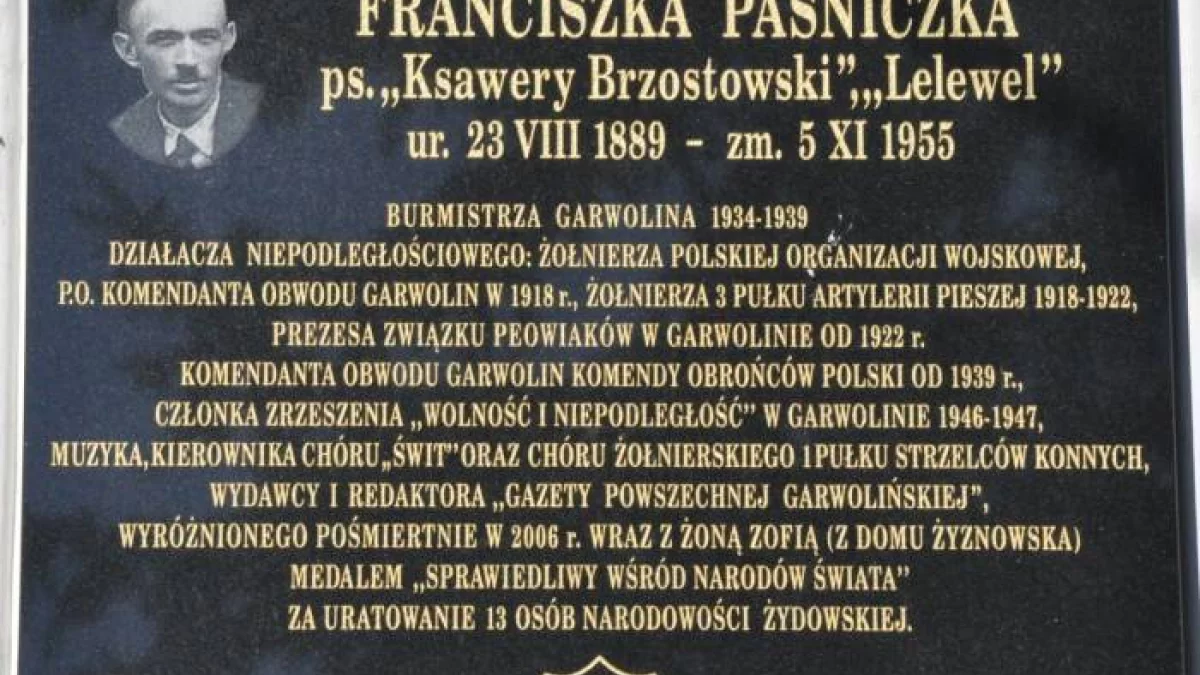 FRANCISZKA PAŚNICZKA
ps.„Ksawery Brzostowski”,„Lelewel”
ur. 23 VIII 1889 - zm. 5 XI 1955
BURMISTRZA GARWOLINA 1934-1939
DZIAŁACZA NIEPODLEGŁOŚCIOWEGO: ŻOŁNIERZA POLSKIEJ ORGANIZACJI WOJSKOWEJ,
P.O. KOMENDANTA OBWODU GARWOLIN W 1918 r., ŻOŁNIERZA 3 PUŁKU ARTYLERII PIESZEJ 1918-1922,
PREZESA ZWIĄZKU PEOWIAKÓW W GARWOLINIE OD 1922 r.
KOMENDANTA OBWODU GARWOLIN KOMENDY OBROŃCÓW POLSKI OD 1939 r.,
CZŁONKA ZRZESZENIA „WOLNOŚĆ I NIEPODLEGŁOŚĆ” W GARWOLINIE 1946-1947,
MUZYKA,KIEROWNIKA CHÓRU„ŚWIT”ORAZ CHÓRU ŻOŁNIERSKIEGO 1PUŁKU STRZELCÓW KONNYCH,
WYDAWCY I REDAKTORA „GAZETY POWSZECHNEJ GARWOLIŃSKIEJ”,
WYRÓŻNIONEGO POŚMIERTNIE W 2006 r. WRAZ Z ŻONĄ ZOFIĄ (Z DOMU ŻYZNOWSKA)
MEDALEM „SPRAWIEDLIWY WŚRÓD NARODÓW ŚWIATA”
ZA URATOWANIE 13 OSÓB NARODOWOŚCI ŻYDOWSKIEJ.